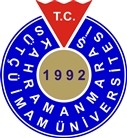 T.C.
KAHRAMANMARAŞ
SÜTÇÜ İMAM ÜNİVERSİTESİ
1992